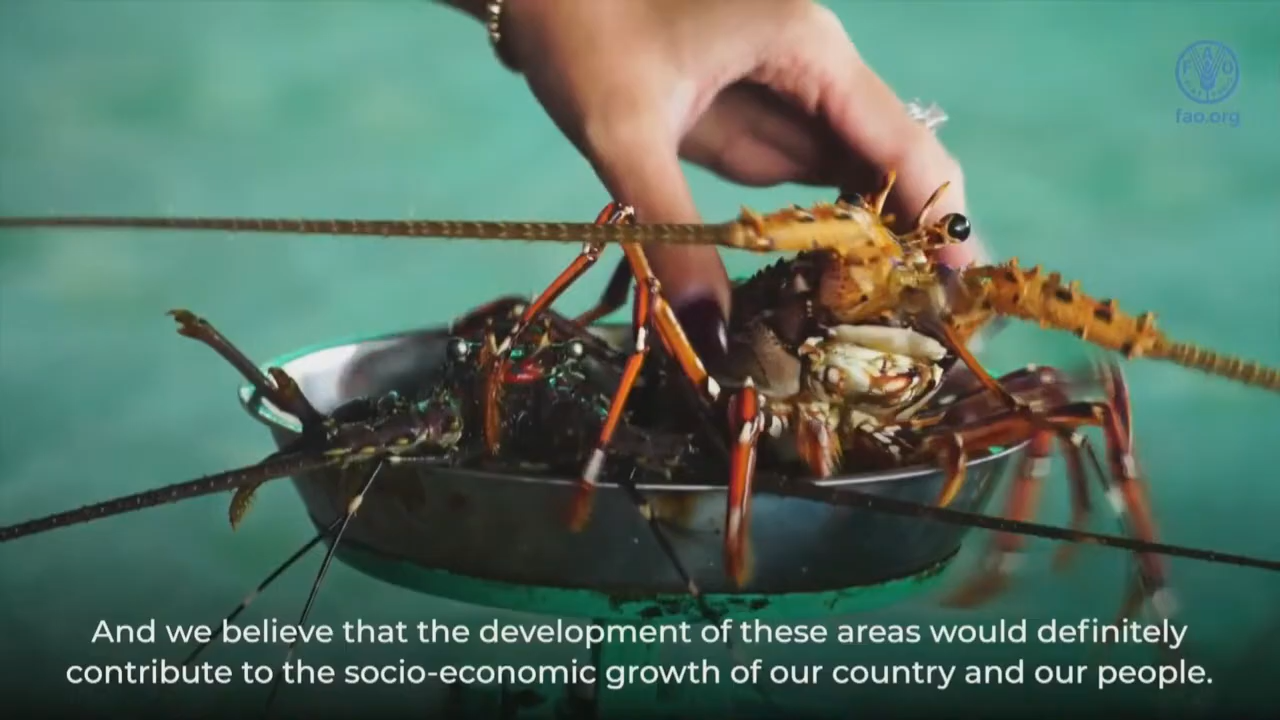 F A O
fao.org
And we believe that the development of these areas would definitely
contribute to the socio-economic growth of our country and our people.